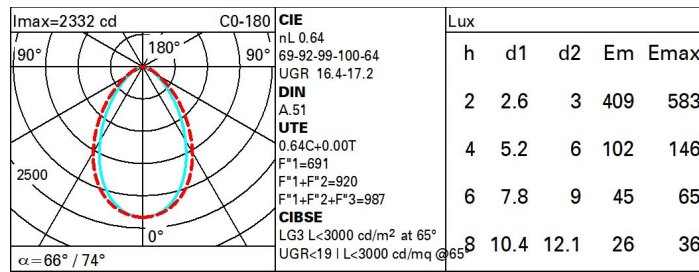 Imax=2332 cd C0-180
90° 180° 90°
2500
0°
α=66° / 74°
CIE
nL 0.64
69-92-99-100-64
UGR 16.4-17.2
DIN
A.51
UTE
0.64C+0.00T
F"1=691
F"1+F"2=920
F"1+F"2+F"3=987
CIBSE
LG3 L<3000 cd/m² at 65°
UGR<19 | L<3000 cd/mq @65°
Lux
h d1 d2 Em Emax
2 2.6 3 409 583
4 5.2 6 102 146
6 7.8 9 45 65
8 10.4 12.1 26 36